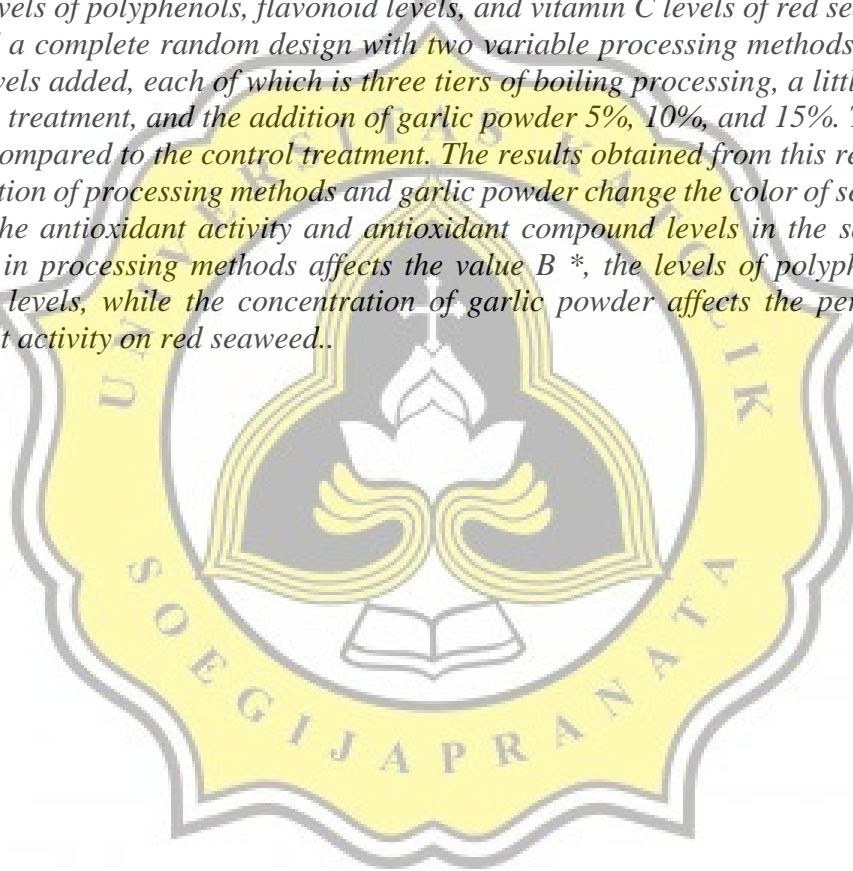 vels of polyphenols, flavonoid levels, and vitamin C levels of red sea
a complete random design with two variable processing methods
vels added, each of which is three tiers of boiling processing, a littl
treatment, and the addition of garlic powder 5%, 10%, and 15%. T
ompared to the control treatment. The results obtained from this re
tion of processing methods and garlic powder change the color of se
he antioxidant activity and antioxidant compound levels in the s
in processing methods affects the value B *, the levels of polyph
levels, while the concentration of garlic powder affects the per
t activity on red seaweed..
UNIVERSITAS KATOLIK
SOEGIJAPRANATA